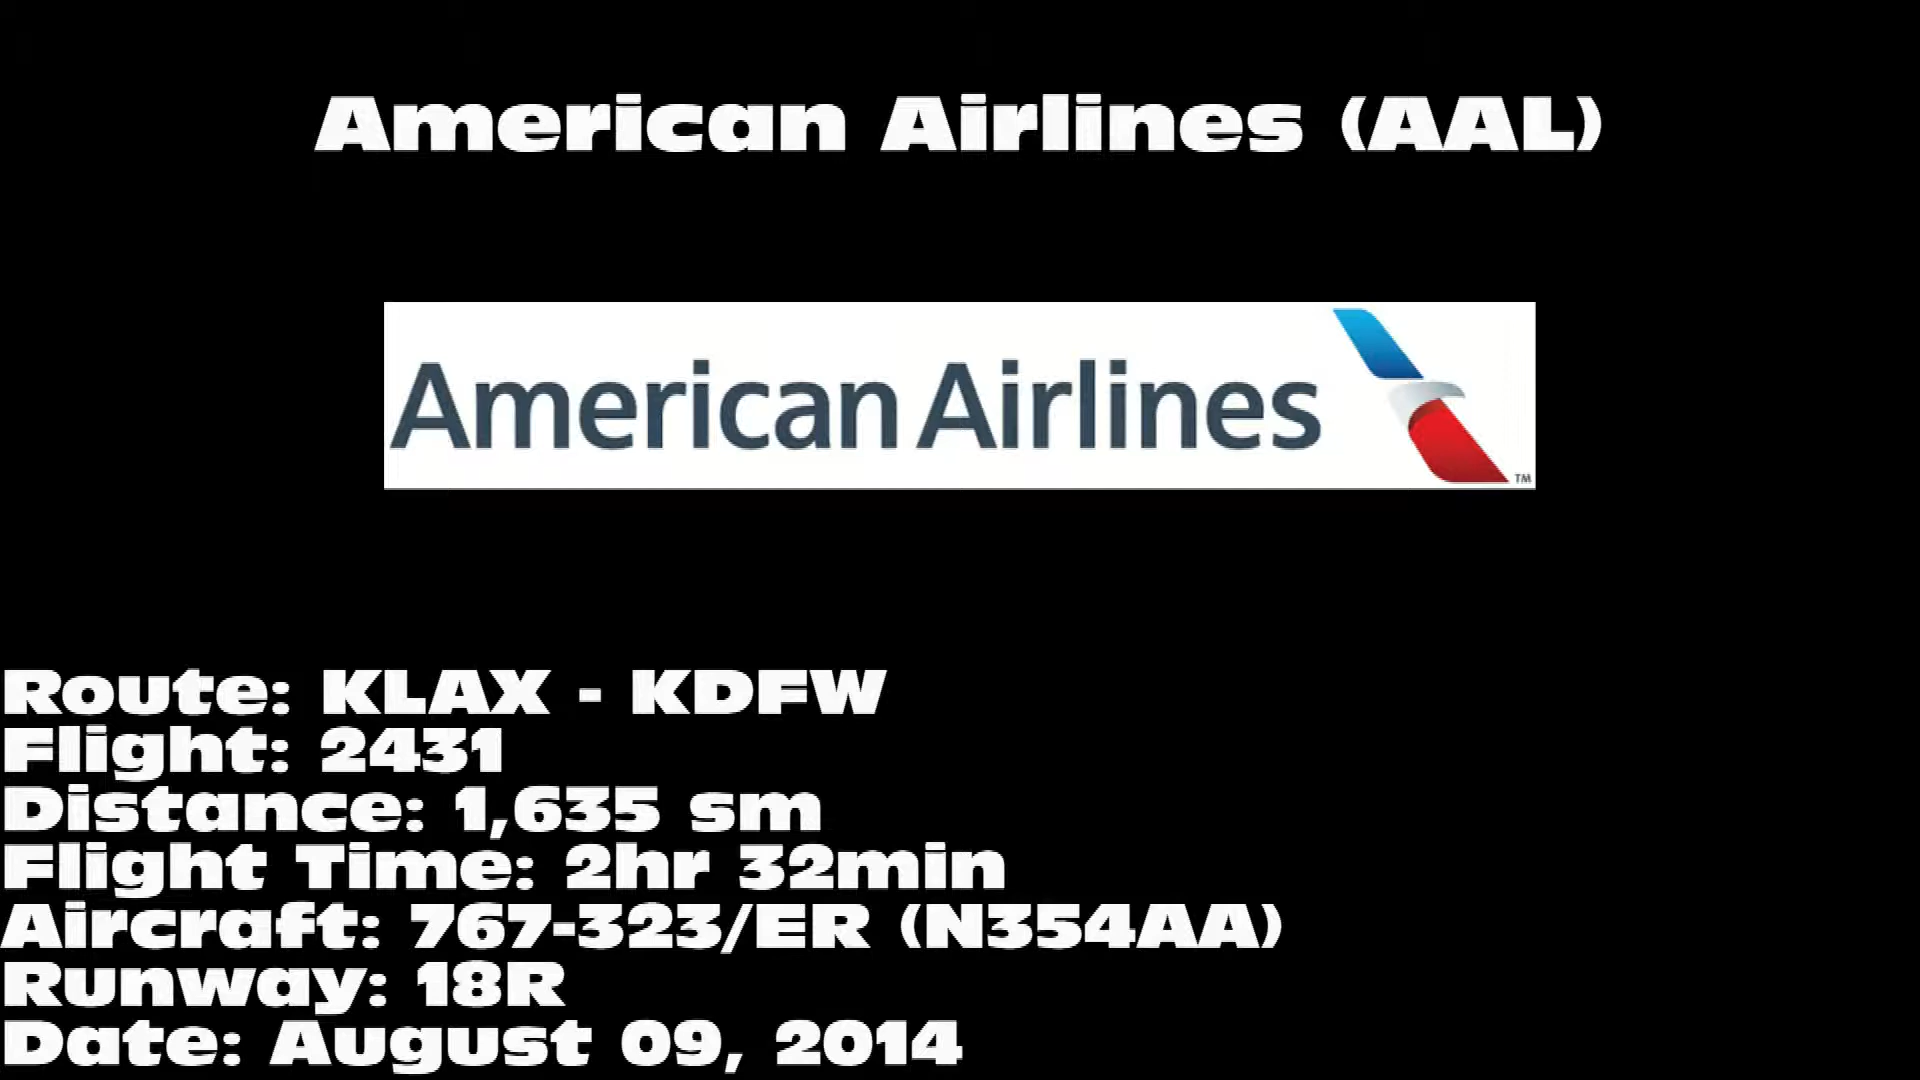 American Airlines (AAL)
American Airlines
TM
Route: KLAX - KDFW
Flight: 2431
Distance: 1,635 sm
Flight Time: 2hr 32min
Aircraft: 767-323/ER (N354AA)
Runway: 18R
Date: August 09, 2014